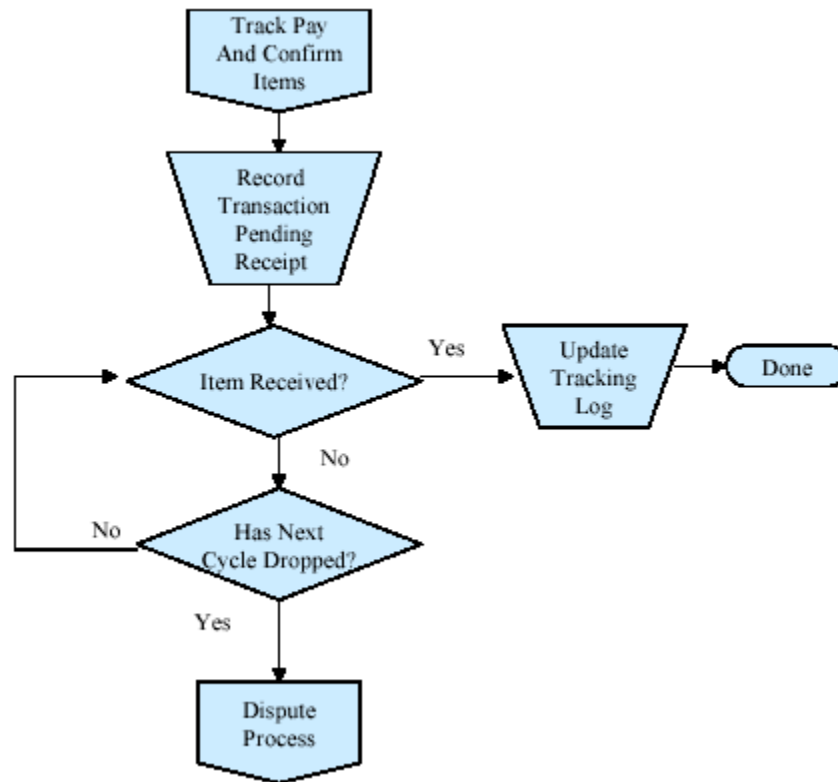 Track Pay
And Confirm
Items
Record
Transaction
Pending
Receipt
Item Received?
Yes
Update
Tracking
Log
Done
No
Has Next
Cycle Dropped?
No
Yes
Dispute
Process